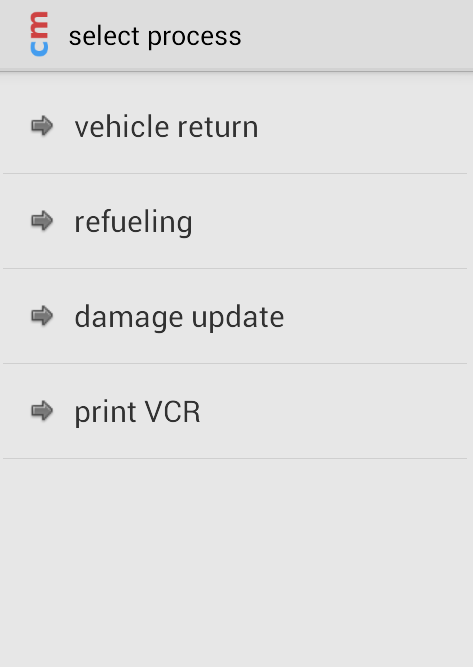 cm select process
vehicle return
refueling
damage update
print VCR